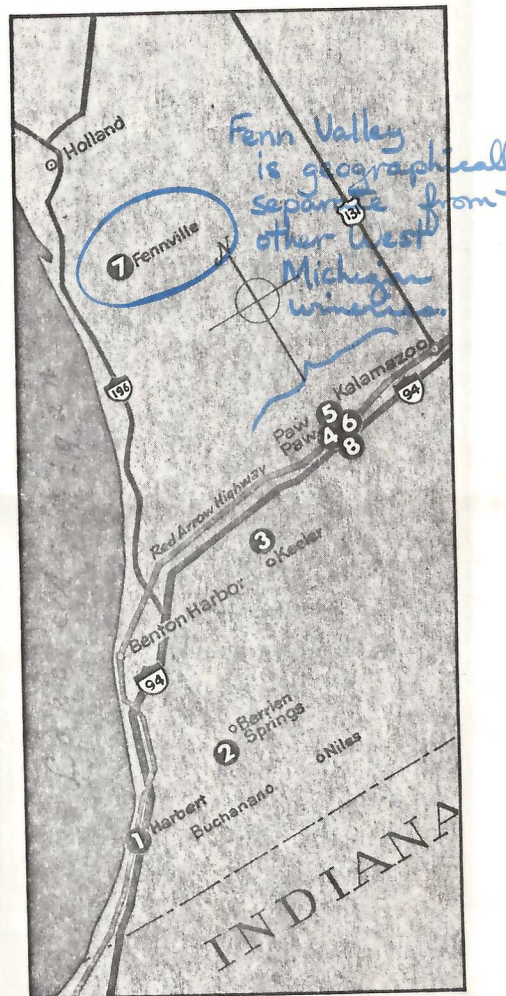 Holland
Fenn Valley
is geographically
separate from
other West
Michigan
wineries.
131
7 Fennville
N
196
Kalamazoo
94
Paw
Paw
5
6
4
8
Red Arrow Highway
3
Keeler
Benton Harbor
94
Berrien
Springs
2
Niles
Harbert
1
Buchanan
INDIANA